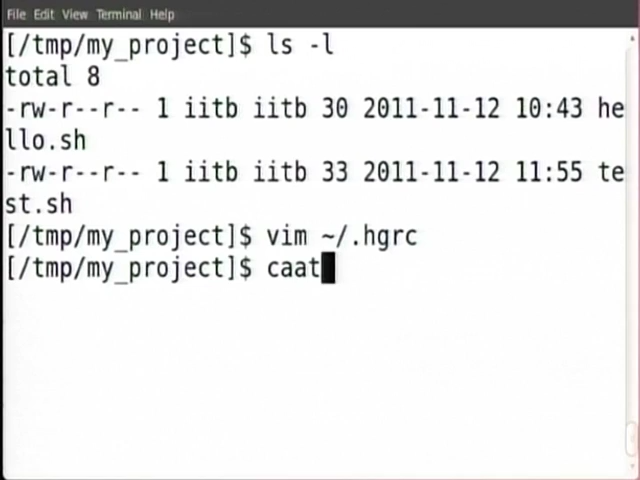 File Edit View Terminal Help
[/tmp/my_project]$ ls -l
total 8
-rw-r--r-- 1 iitb iitb 30 2011-11-12 10:43 he
llo.sh
-rw-r--r-- 1 iitb iitb 33 2011-11-12 11:55 te
st.sh
[/tmp/my_project]$ vim ~/.hgrc
[/tmp/my_project]$ caat